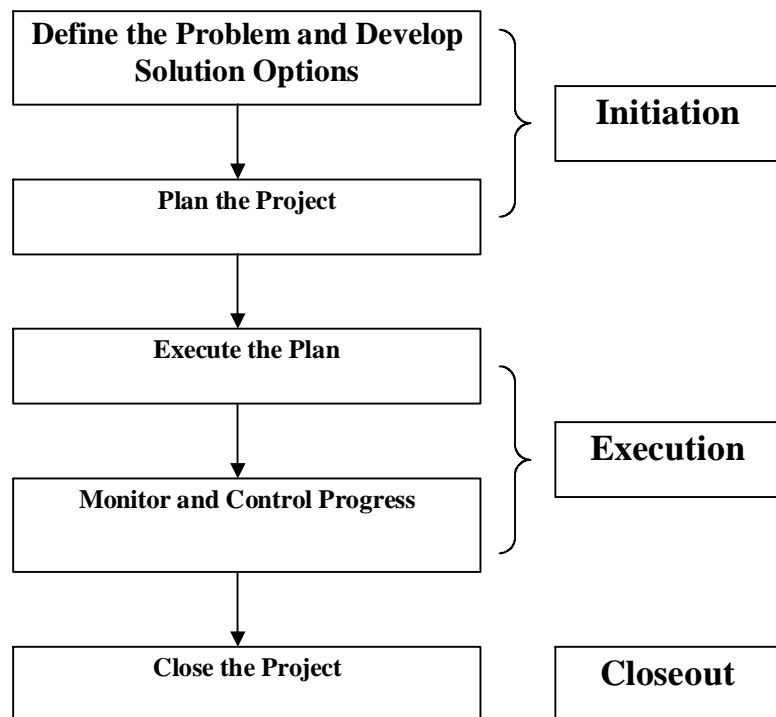 Define the Problem and Develop
Solution Options
Initiation
Plan the Project
Execute the Plan
Execution
Monitor and Control Progress
Close the Project
Closeout